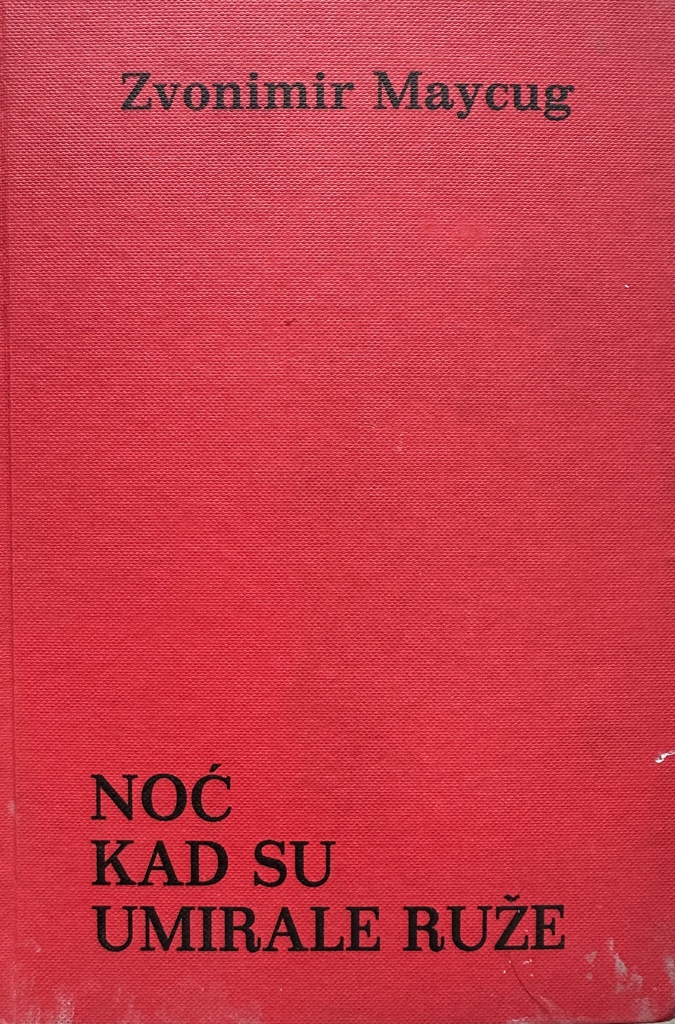 Zvonimir Maycug
NOĆ
KAD SU
UMIRALE RUŽE